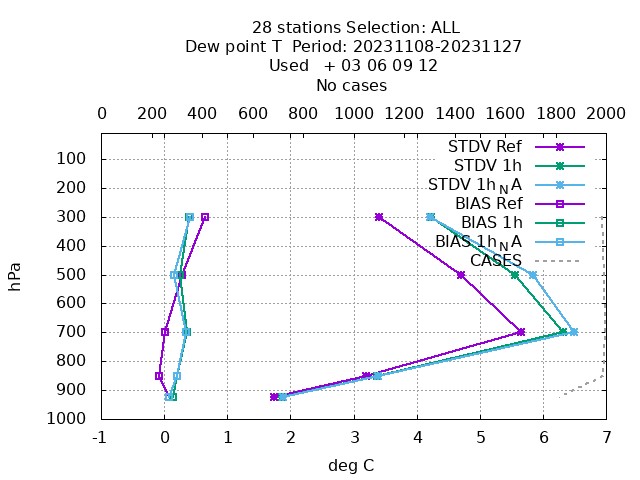 28 stations Selection: ALL
Dew point T  Period: 20231108-20231127
Used   + 03 06 09 12
No cases
0 200 400 600 800 1000 1200 1400 1600 1800 2000
STDV Ref
STDV 1h
STDV 1h_NA
BIAS Ref
BIAS 1h
BIAS 1h_NA
CASES
100
200
300
400
500
600
700
800
900
1000
hPa
-1 0 1 2 3 4 5 6 7
deg C